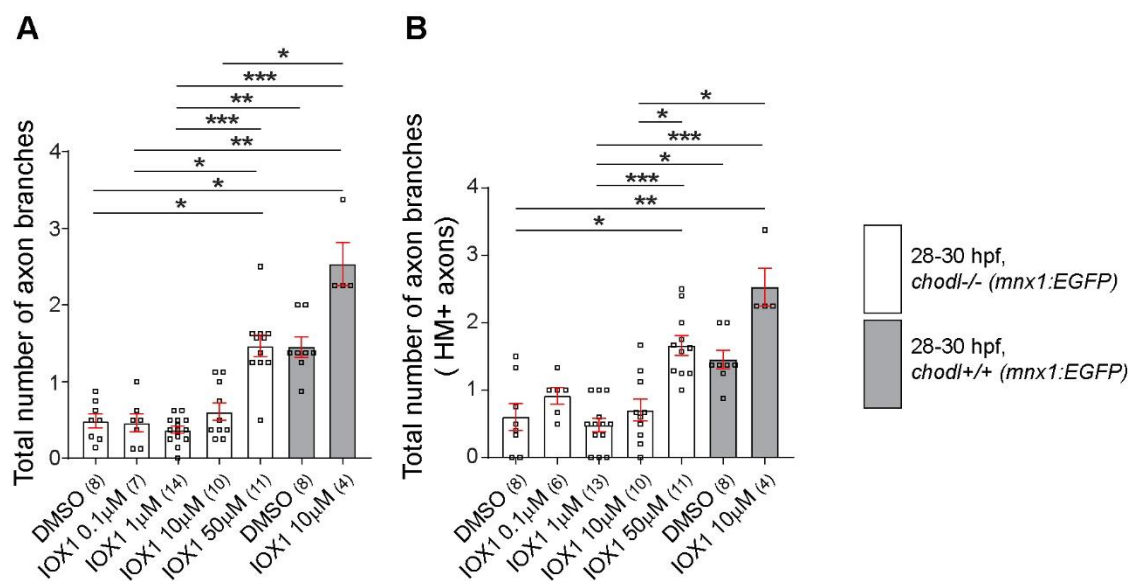 A
B
*
***
**
***
**
*
*
*
*
*
***
*
***
**
*
Total number of axon branches
4
3
2
1
0
DMSO (8)
IOX1 0.1µM (7)
IOX1 1µM (14)
IOX1 10µM (10)
IOX1 50µM (11)
DMSO (8)
IOX1 10µM (4)
Total number of axon branches
( HM+ axons)
4
3
2
1
0
DMSO (8)
IOX1 0.1µM (6)
IOX1 1µM (13)
IOX1 10µM (10)
IOX1 50µM (11)
DMSO (8)
IOX1 10µM (4)
28-30 hpf,
chodl-/- (mnx1:EGFP)
28-30 hpf,
chodl+/+ (mnx1:EGFP)